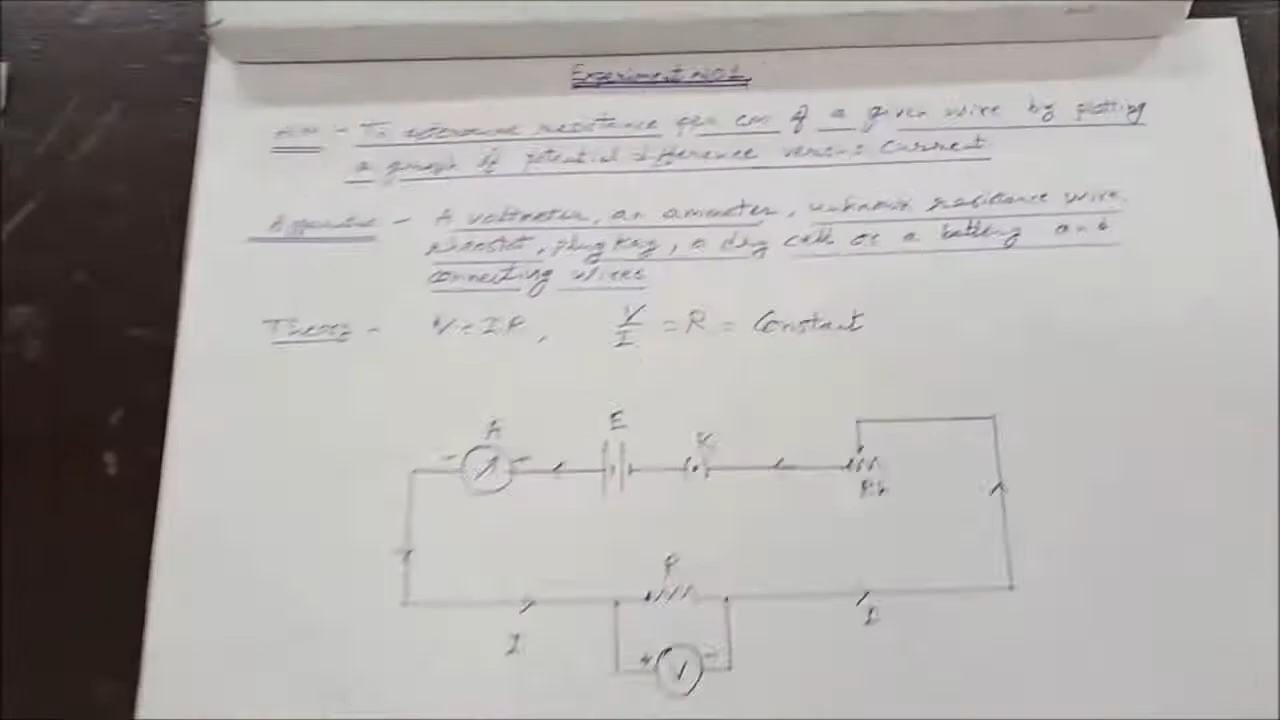 Experiment no 1
Aim - To determine resistance per cm of a given wire by plotting
a graph of potential difference versus current
Apparatus - A voltmeter, an ammeter, unknown resistance wire,
rheostat, plug key, a dry cell or a battery and
connecting wires
Theory - V = IR, V/I = R = Constant
A E K
- +
Rh
R
I I
+ V -